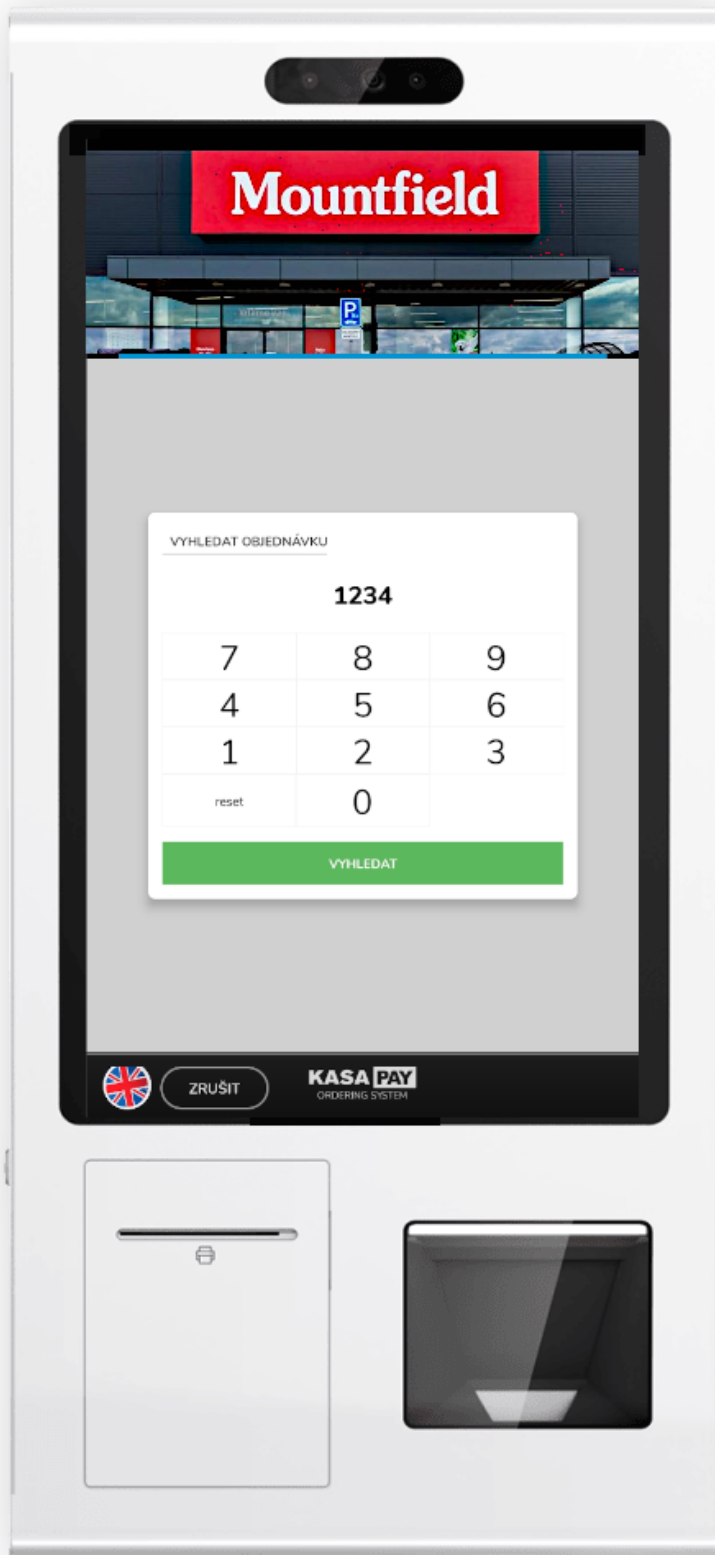 Mountfield
P
VYHLEDAT OBJEDNÁVKU
1234
7 8 9
4 5 6
1 2 3
reset 0
VYHLEDAT
ZRUŠIT
KASA PAY
ORDERING SYSTEM